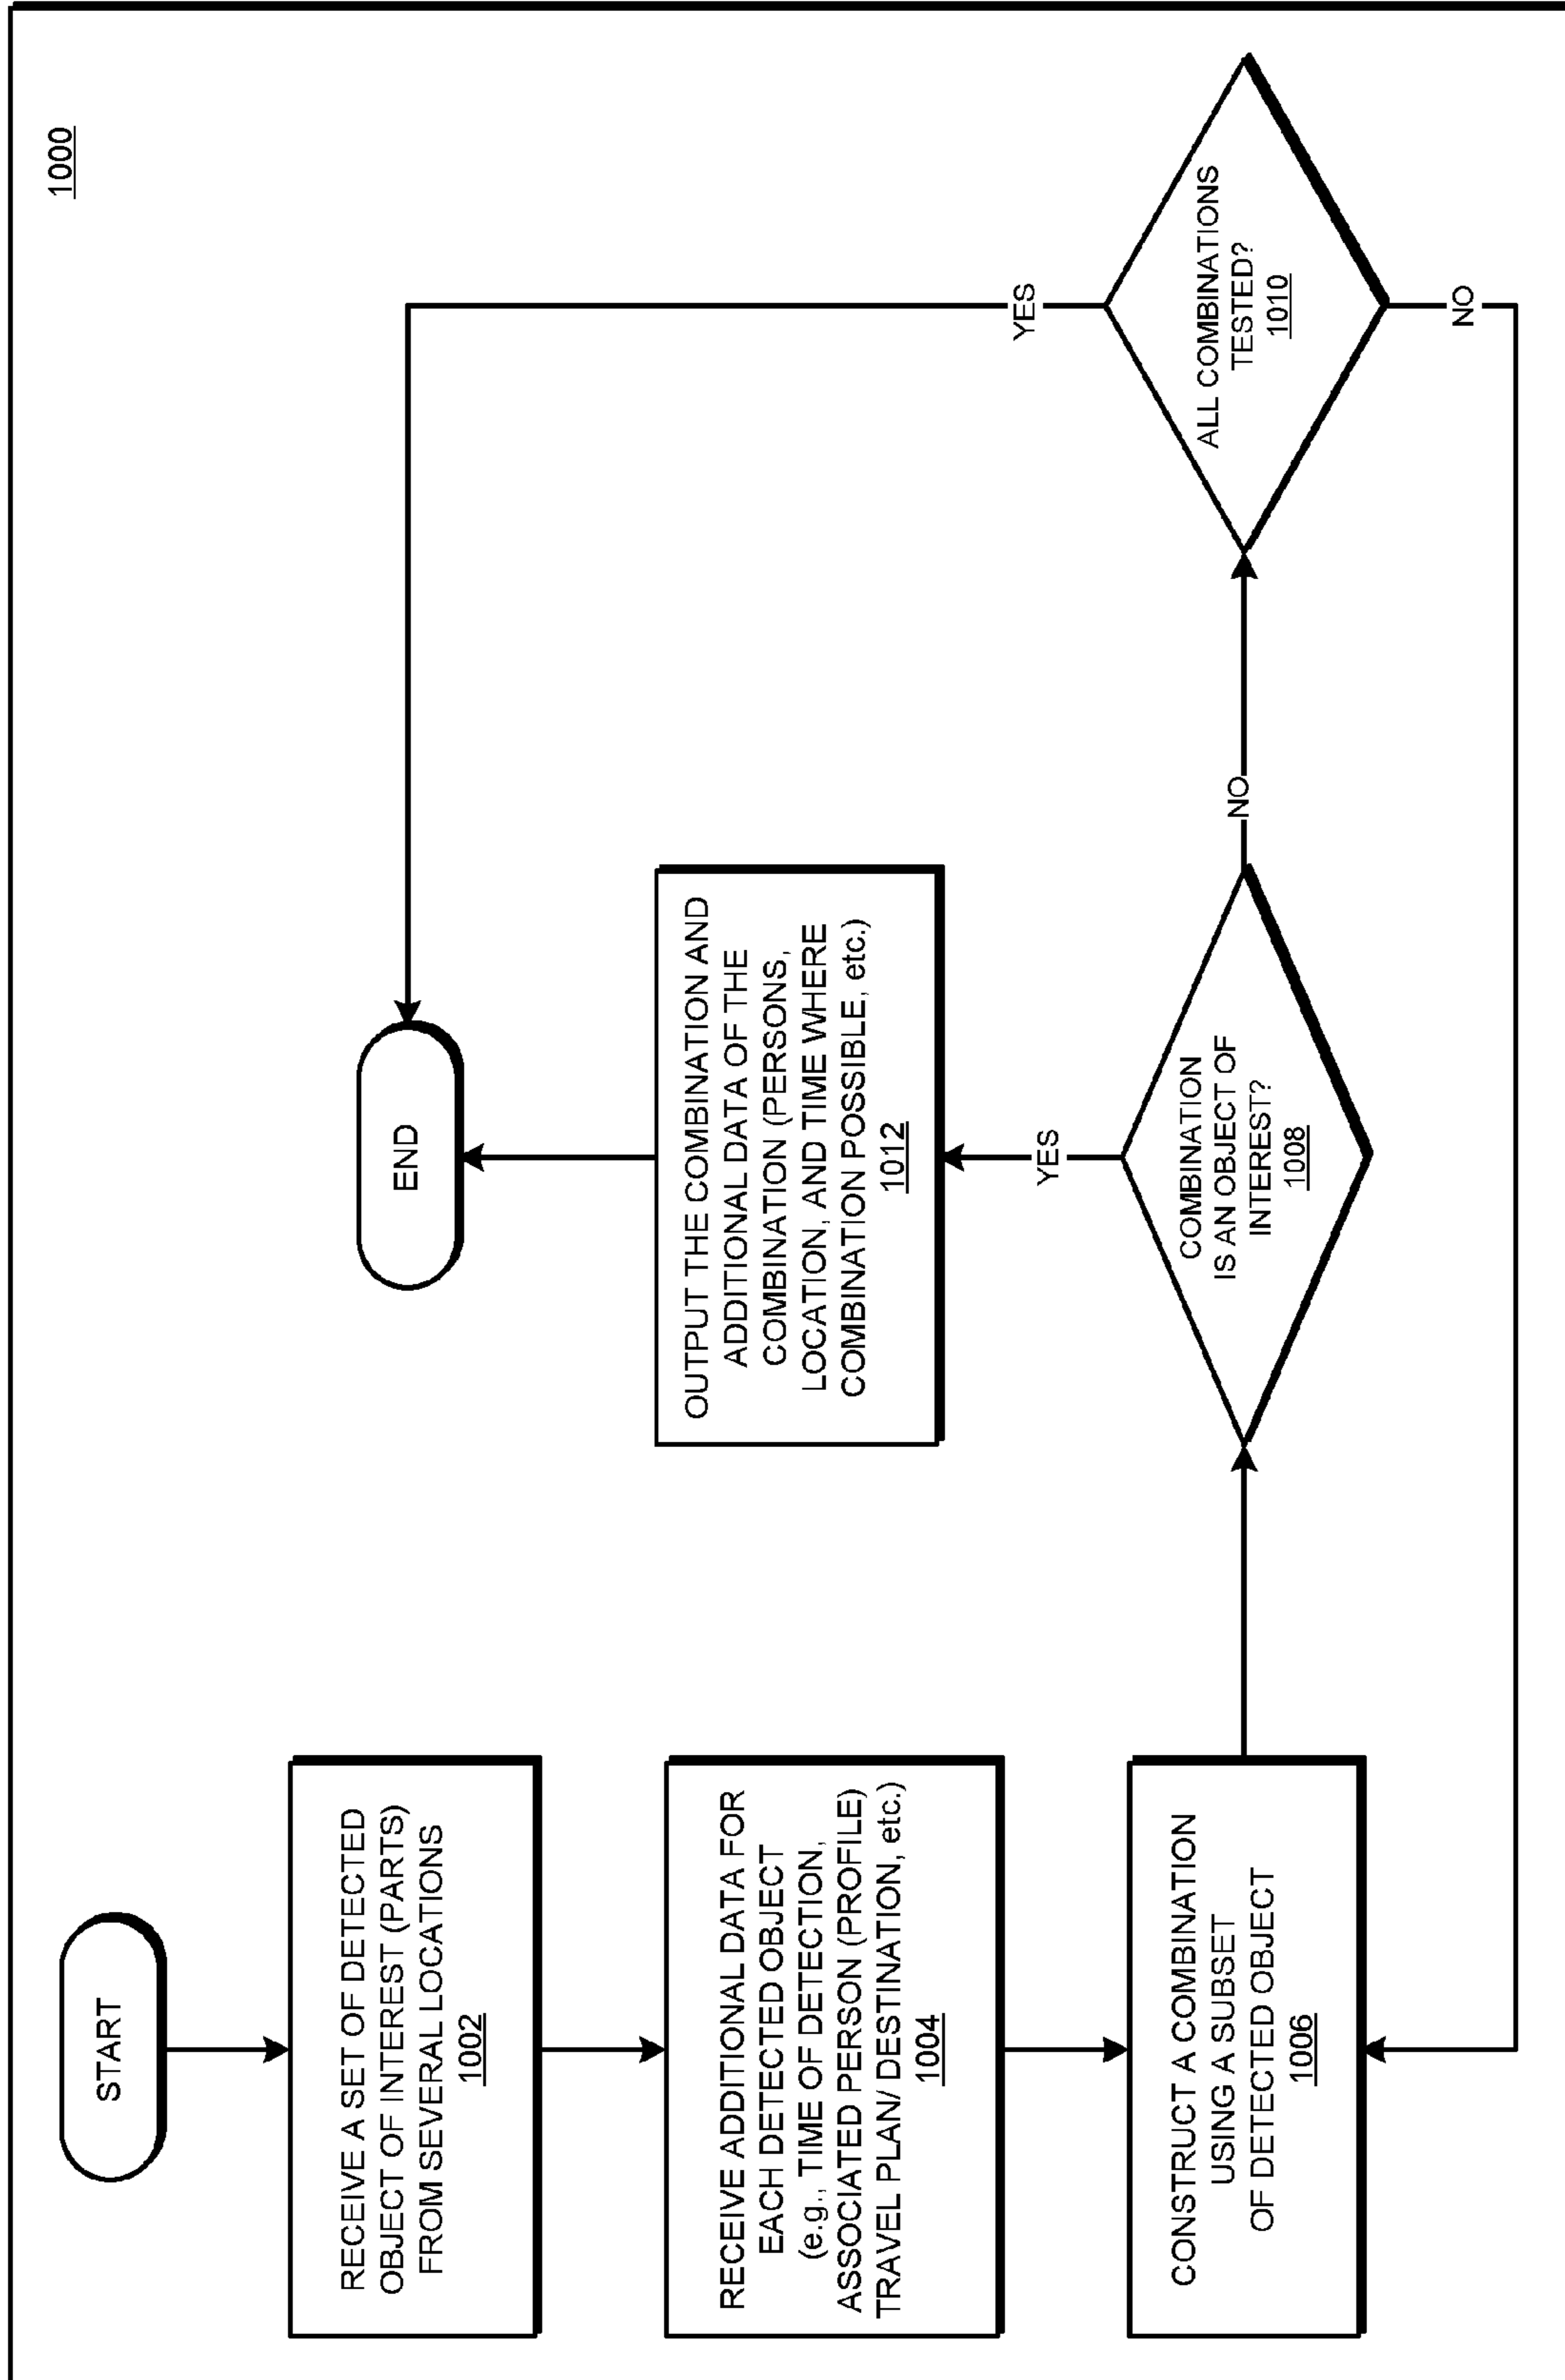 1000
START
RECEIVE A SET OF DETECTED
OBJECT OF INTEREST (PARTS)
FROM SEVERAL LOCATIONS
1002
RECEIVE ADDITIONAL DATA FOR
EACH DETECTED OBJECT
(e.g., TIME OF DETECTION,
ASSOCIATED PERSON (PROFILE)
TRAVEL PLAN/ DESTINATION, etc.)
1004
CONSTRUCT A COMBINATION
USING A SUBSET
OF DETECTED OBJECT
1006
COMBINATION
IS AN OBJECT OF
INTEREST?
1008
YES
NO
OUTPUT THE COMBINATION AND
ADDITIONAL DATA OF THE
COMBINATION (PERSONS,
LOCATION, AND TIME WHERE
COMBINATION POSSIBLE, etc.)
1012
END
ALL COMBINATIONS
TESTED?
1010
YES
NO